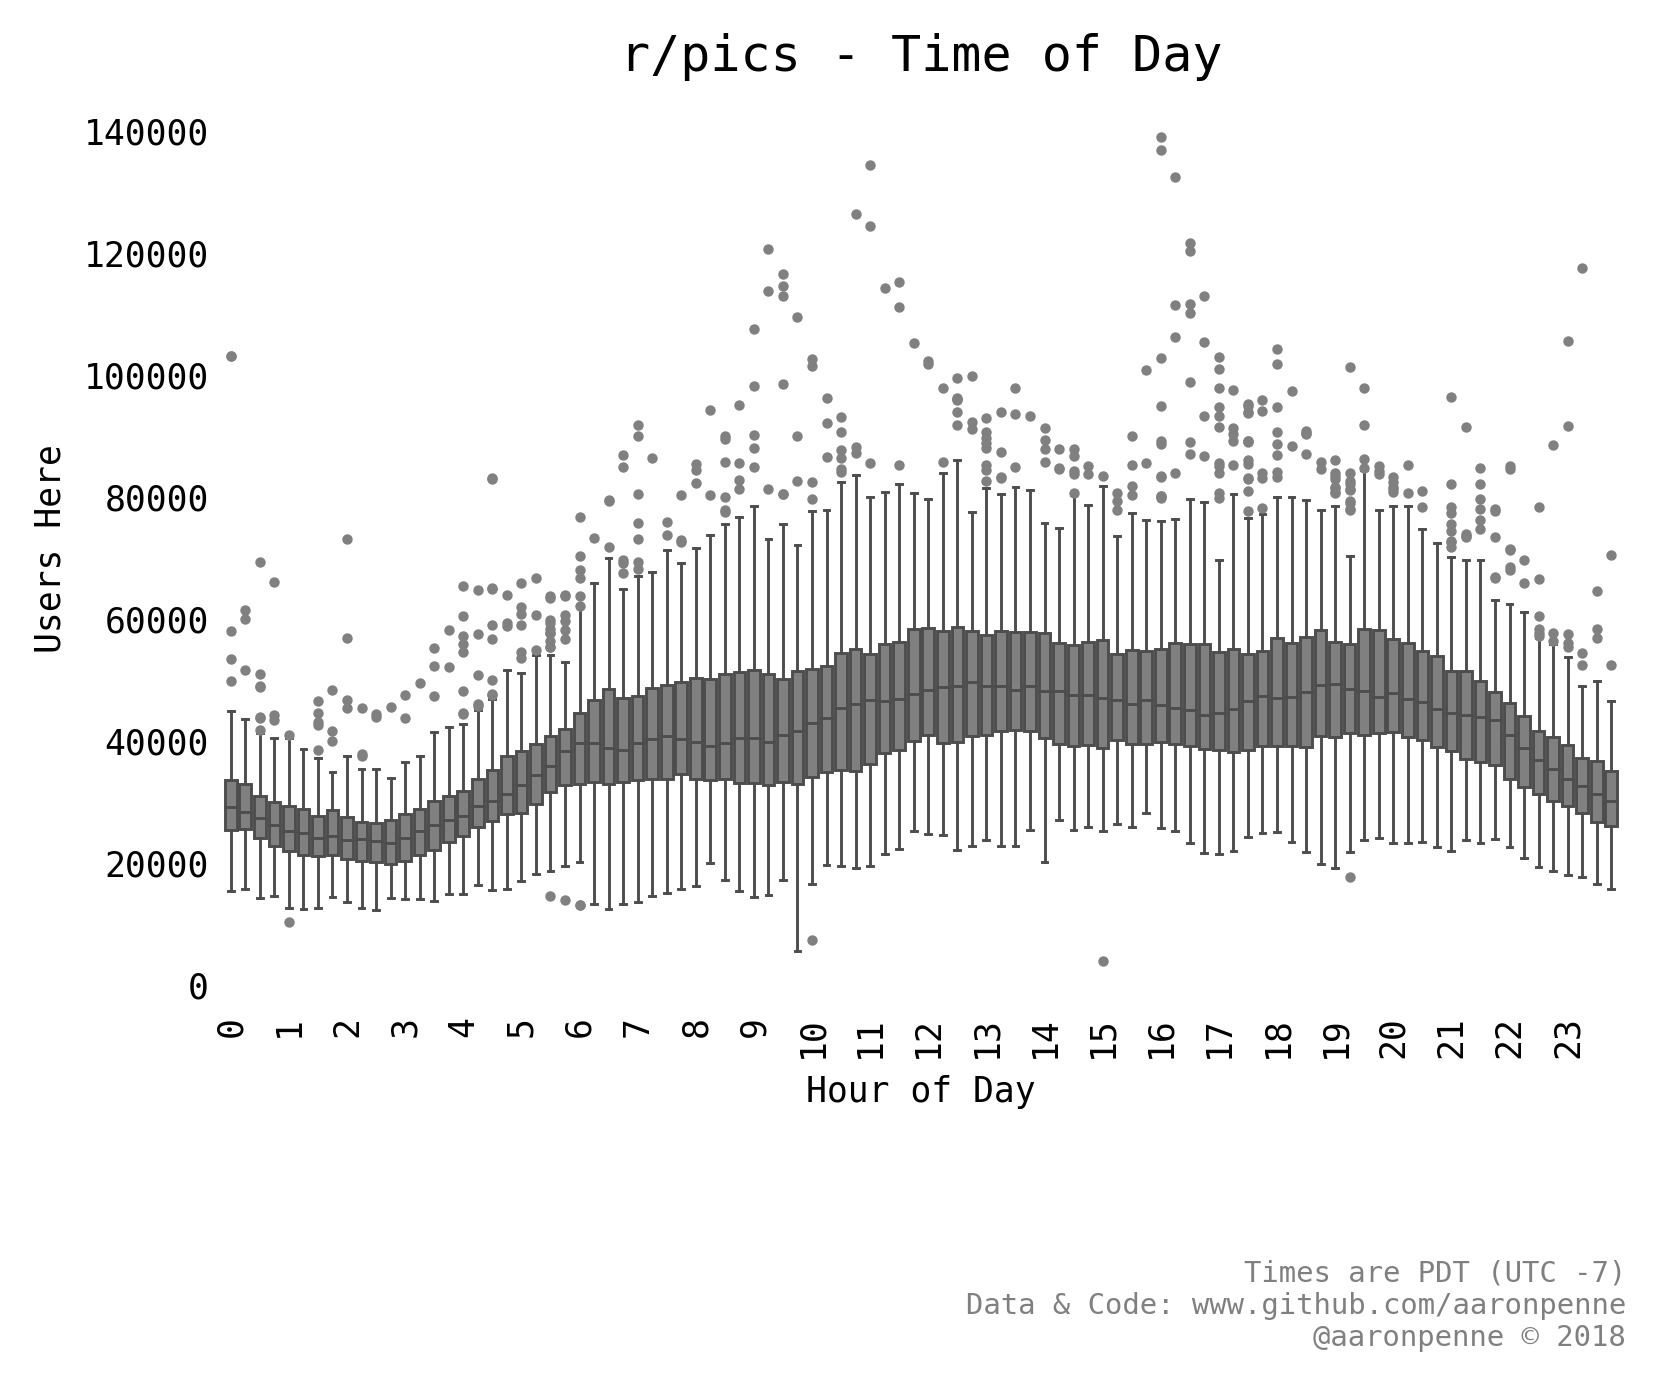 r/pics - Time of Day
140000
120000
100000
80000
60000
40000
20000
0
Users Here
0 1 2 3 4 5 6 7 8 9 10 11 12 13 14 15 16 17 18 19 20 21 22 23
Hour of Day
Times are PDT (UTC -7)
Data & Code: www.github.com/aaronpenne
@aaronpenne © 2018